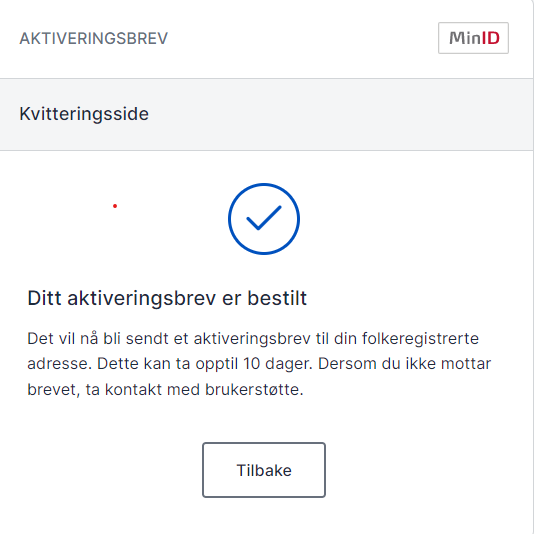 AKTIVERINGSBREV
MinID
Kvitteringsside
Ditt aktiveringsbrev er bestilt
Det vil nå bli sendt et aktiveringsbrev til din folkeregistrerte
adresse. Dette kan ta opptil 10 dager. Dersom du ikke mottar
brevet, ta kontakt med brukerstøtte.
Tilbake